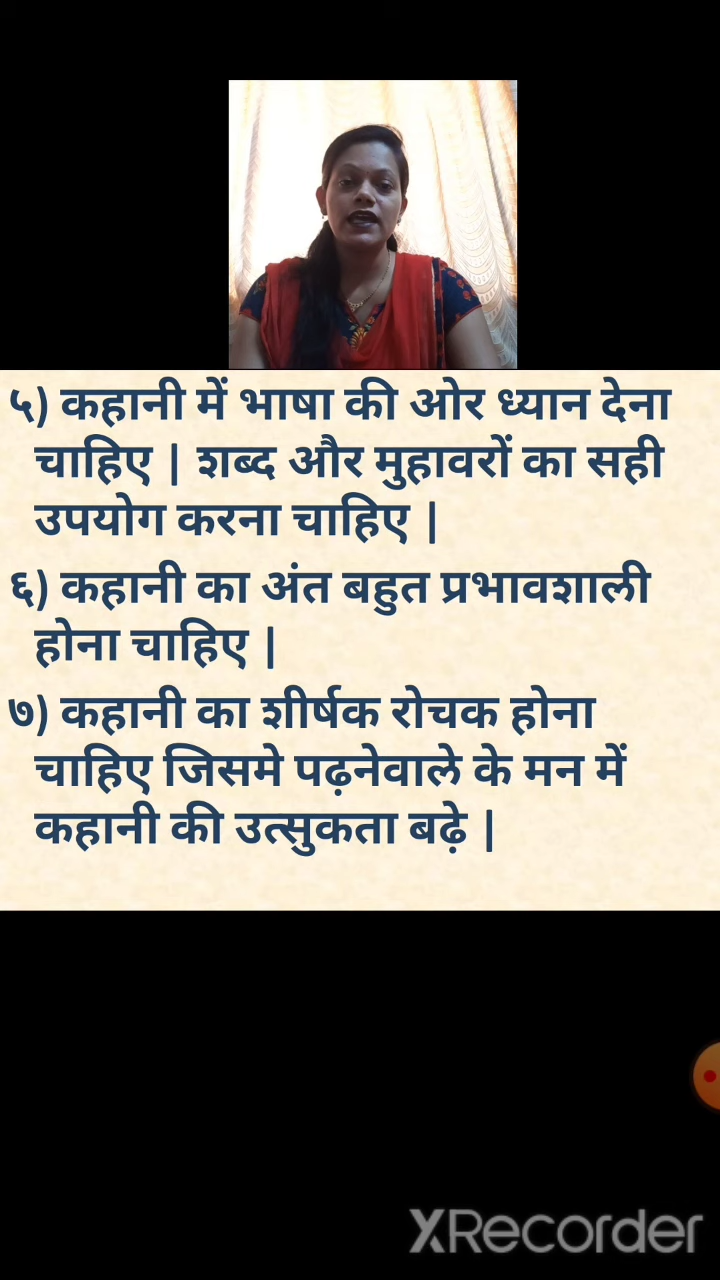 ५) कहानी में भाषा की ओर ध्यान देना
चाहिए | शब्द और मुहावरों का सही
उपयोग करना चाहिए |
६) कहानी का अंत बहुत प्रभावशाली
होना चाहिए |
७) कहानी का शीर्षक रोचक होना
चाहिए जिसमे पढ़नेवाले के मन में
कहानी की उत्सुकता बढ़े |
XRecorder